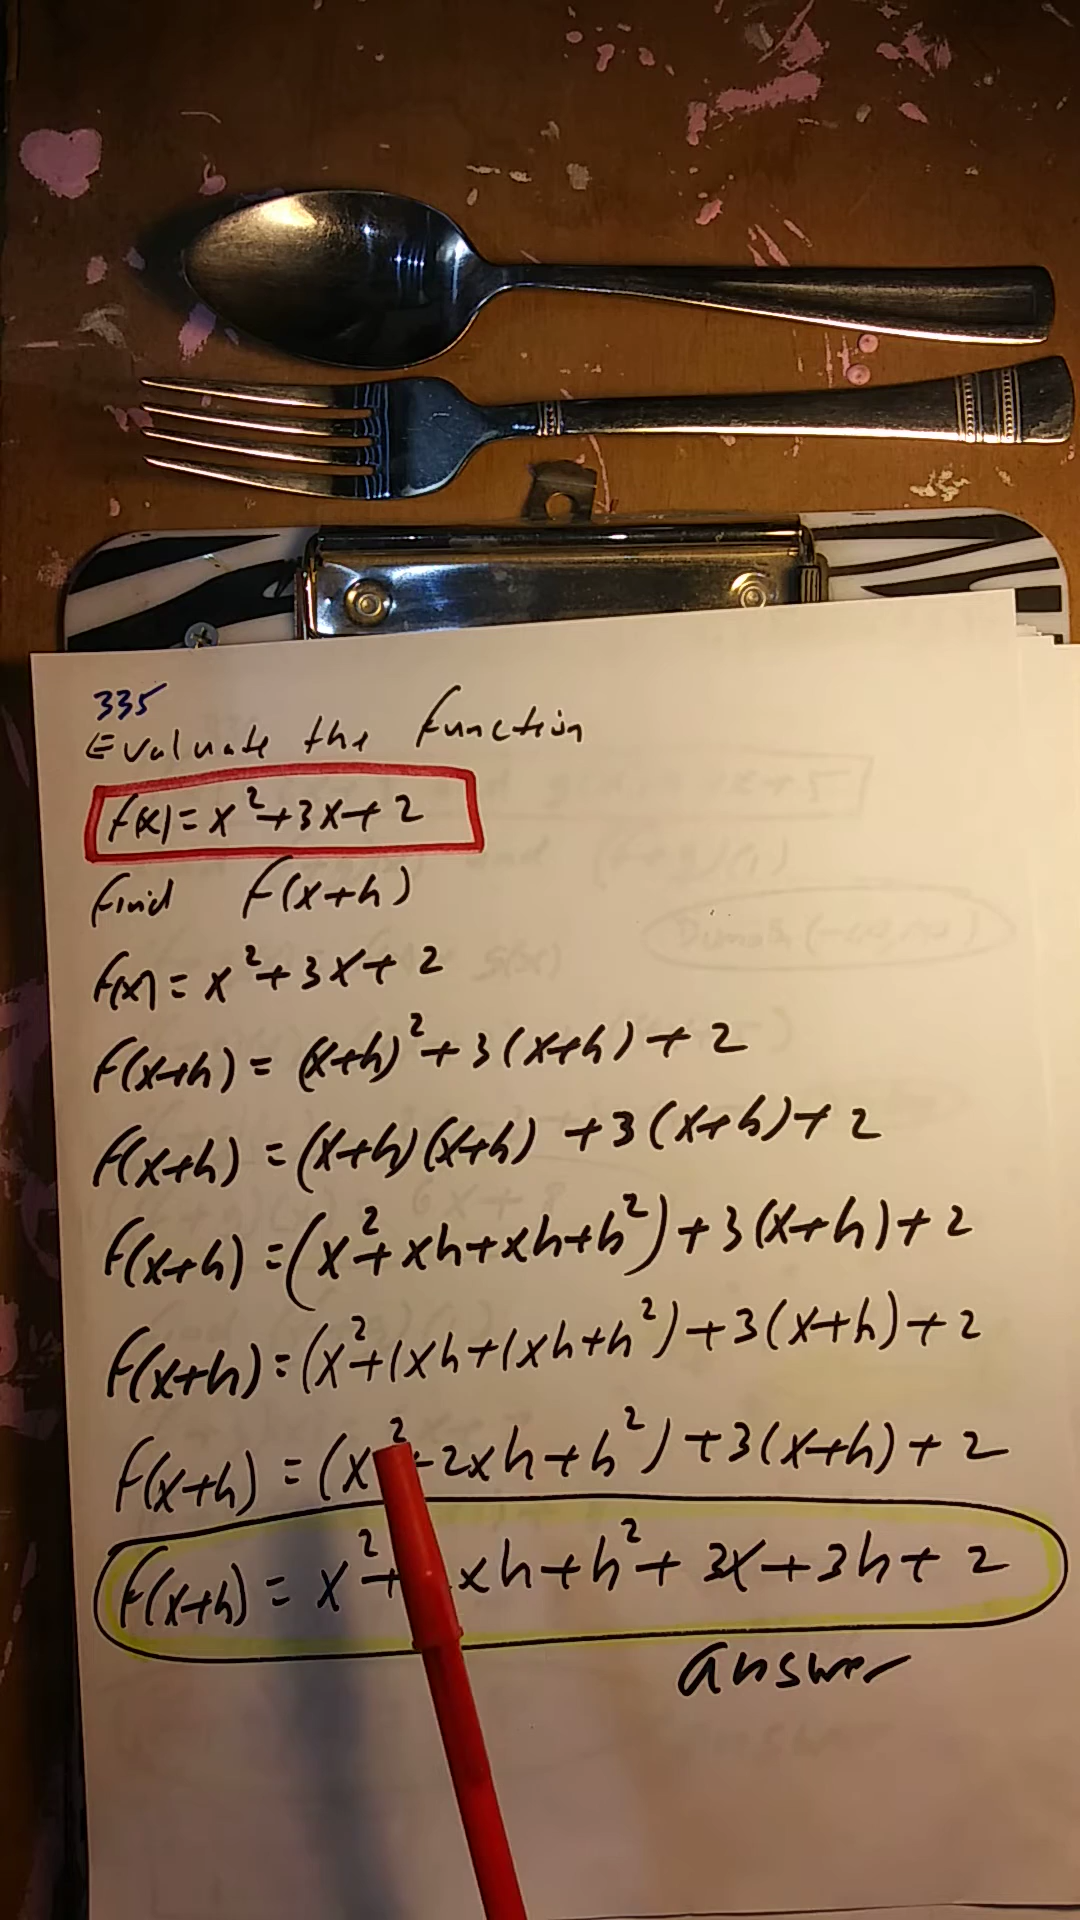 335
Evaluate the function
f(x) = x²+3x+2
find f(x+h)
f(x) = x²+3x+2
f(x+h) = (x+h)²+3(x+h)+2
f(x+h) = (x+h)(x+h) +3(x+h)+2
f(x+h) = (x²+xh+xh+h²)+3(x+h)+2
f(x+h) = (x²+1xh+1xh+h²)+3(x+h)+2
f(x+h) = (x²+2xh+h²)+3(x+h)+2
f(x+h) = x²+ xh+h²+3x+3h+2
answer